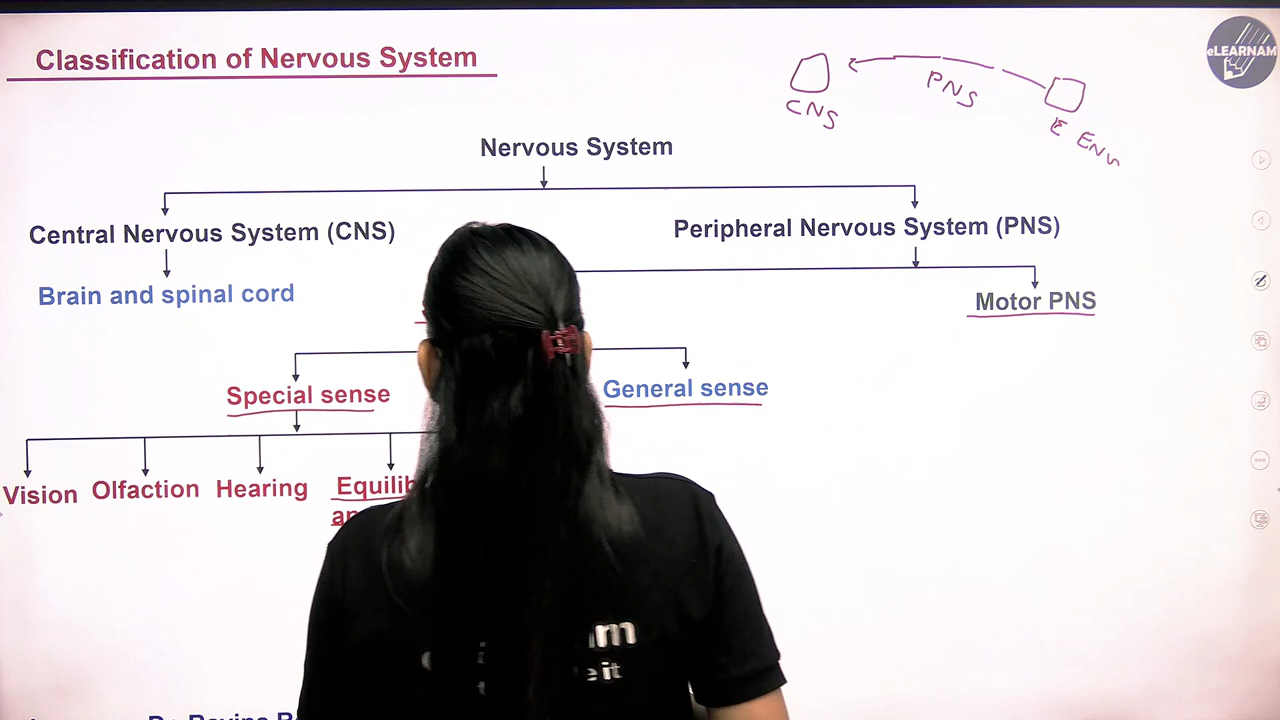 Classification of Nervous System
eLEARNAM
CNS
PNS
Nervous System
Central Nervous System (CNS)
Peripheral Nervous System (PNS)
Brain and spinal cord
Motor PNS
Special sense
General sense
Vision
Olfaction
Hearing